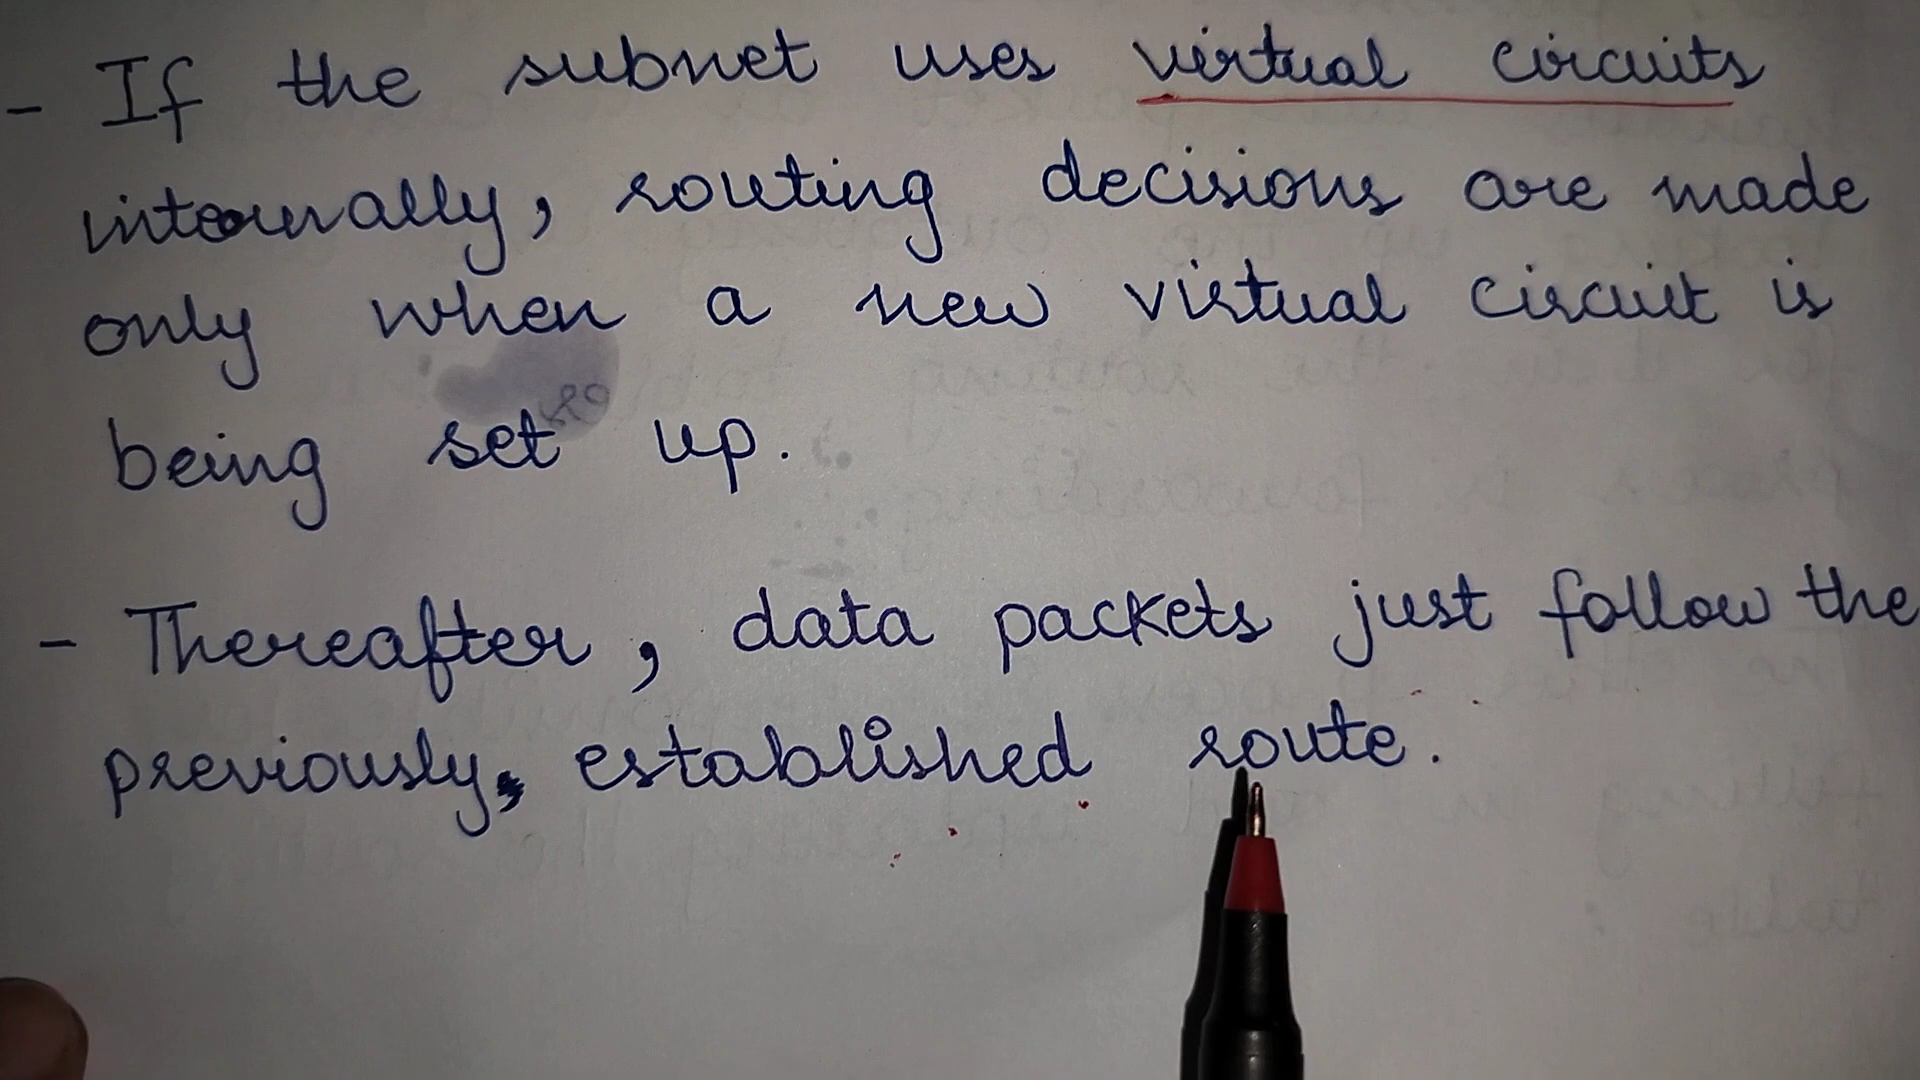 - If the subnet uses virtual circuits
internally, routing decisions are made
only when a new virtual circuit is
being set up.
- Thereafter, data packets just follow the
previously, established route.